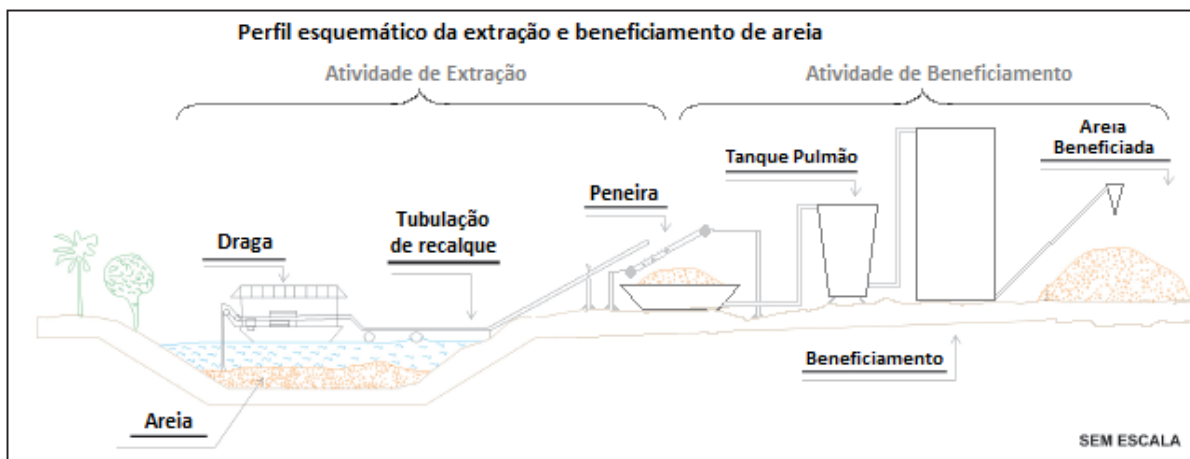 Perfil esquemático da extração e beneficiamento de areia
Atividade de Extração
Atividade de Beneficiamento
Areia
Beneficiada
Tanque Pulmão
Peneira
Tubulação
de recalque
Draga
Beneficiamento
Areia
SEM ESCALA